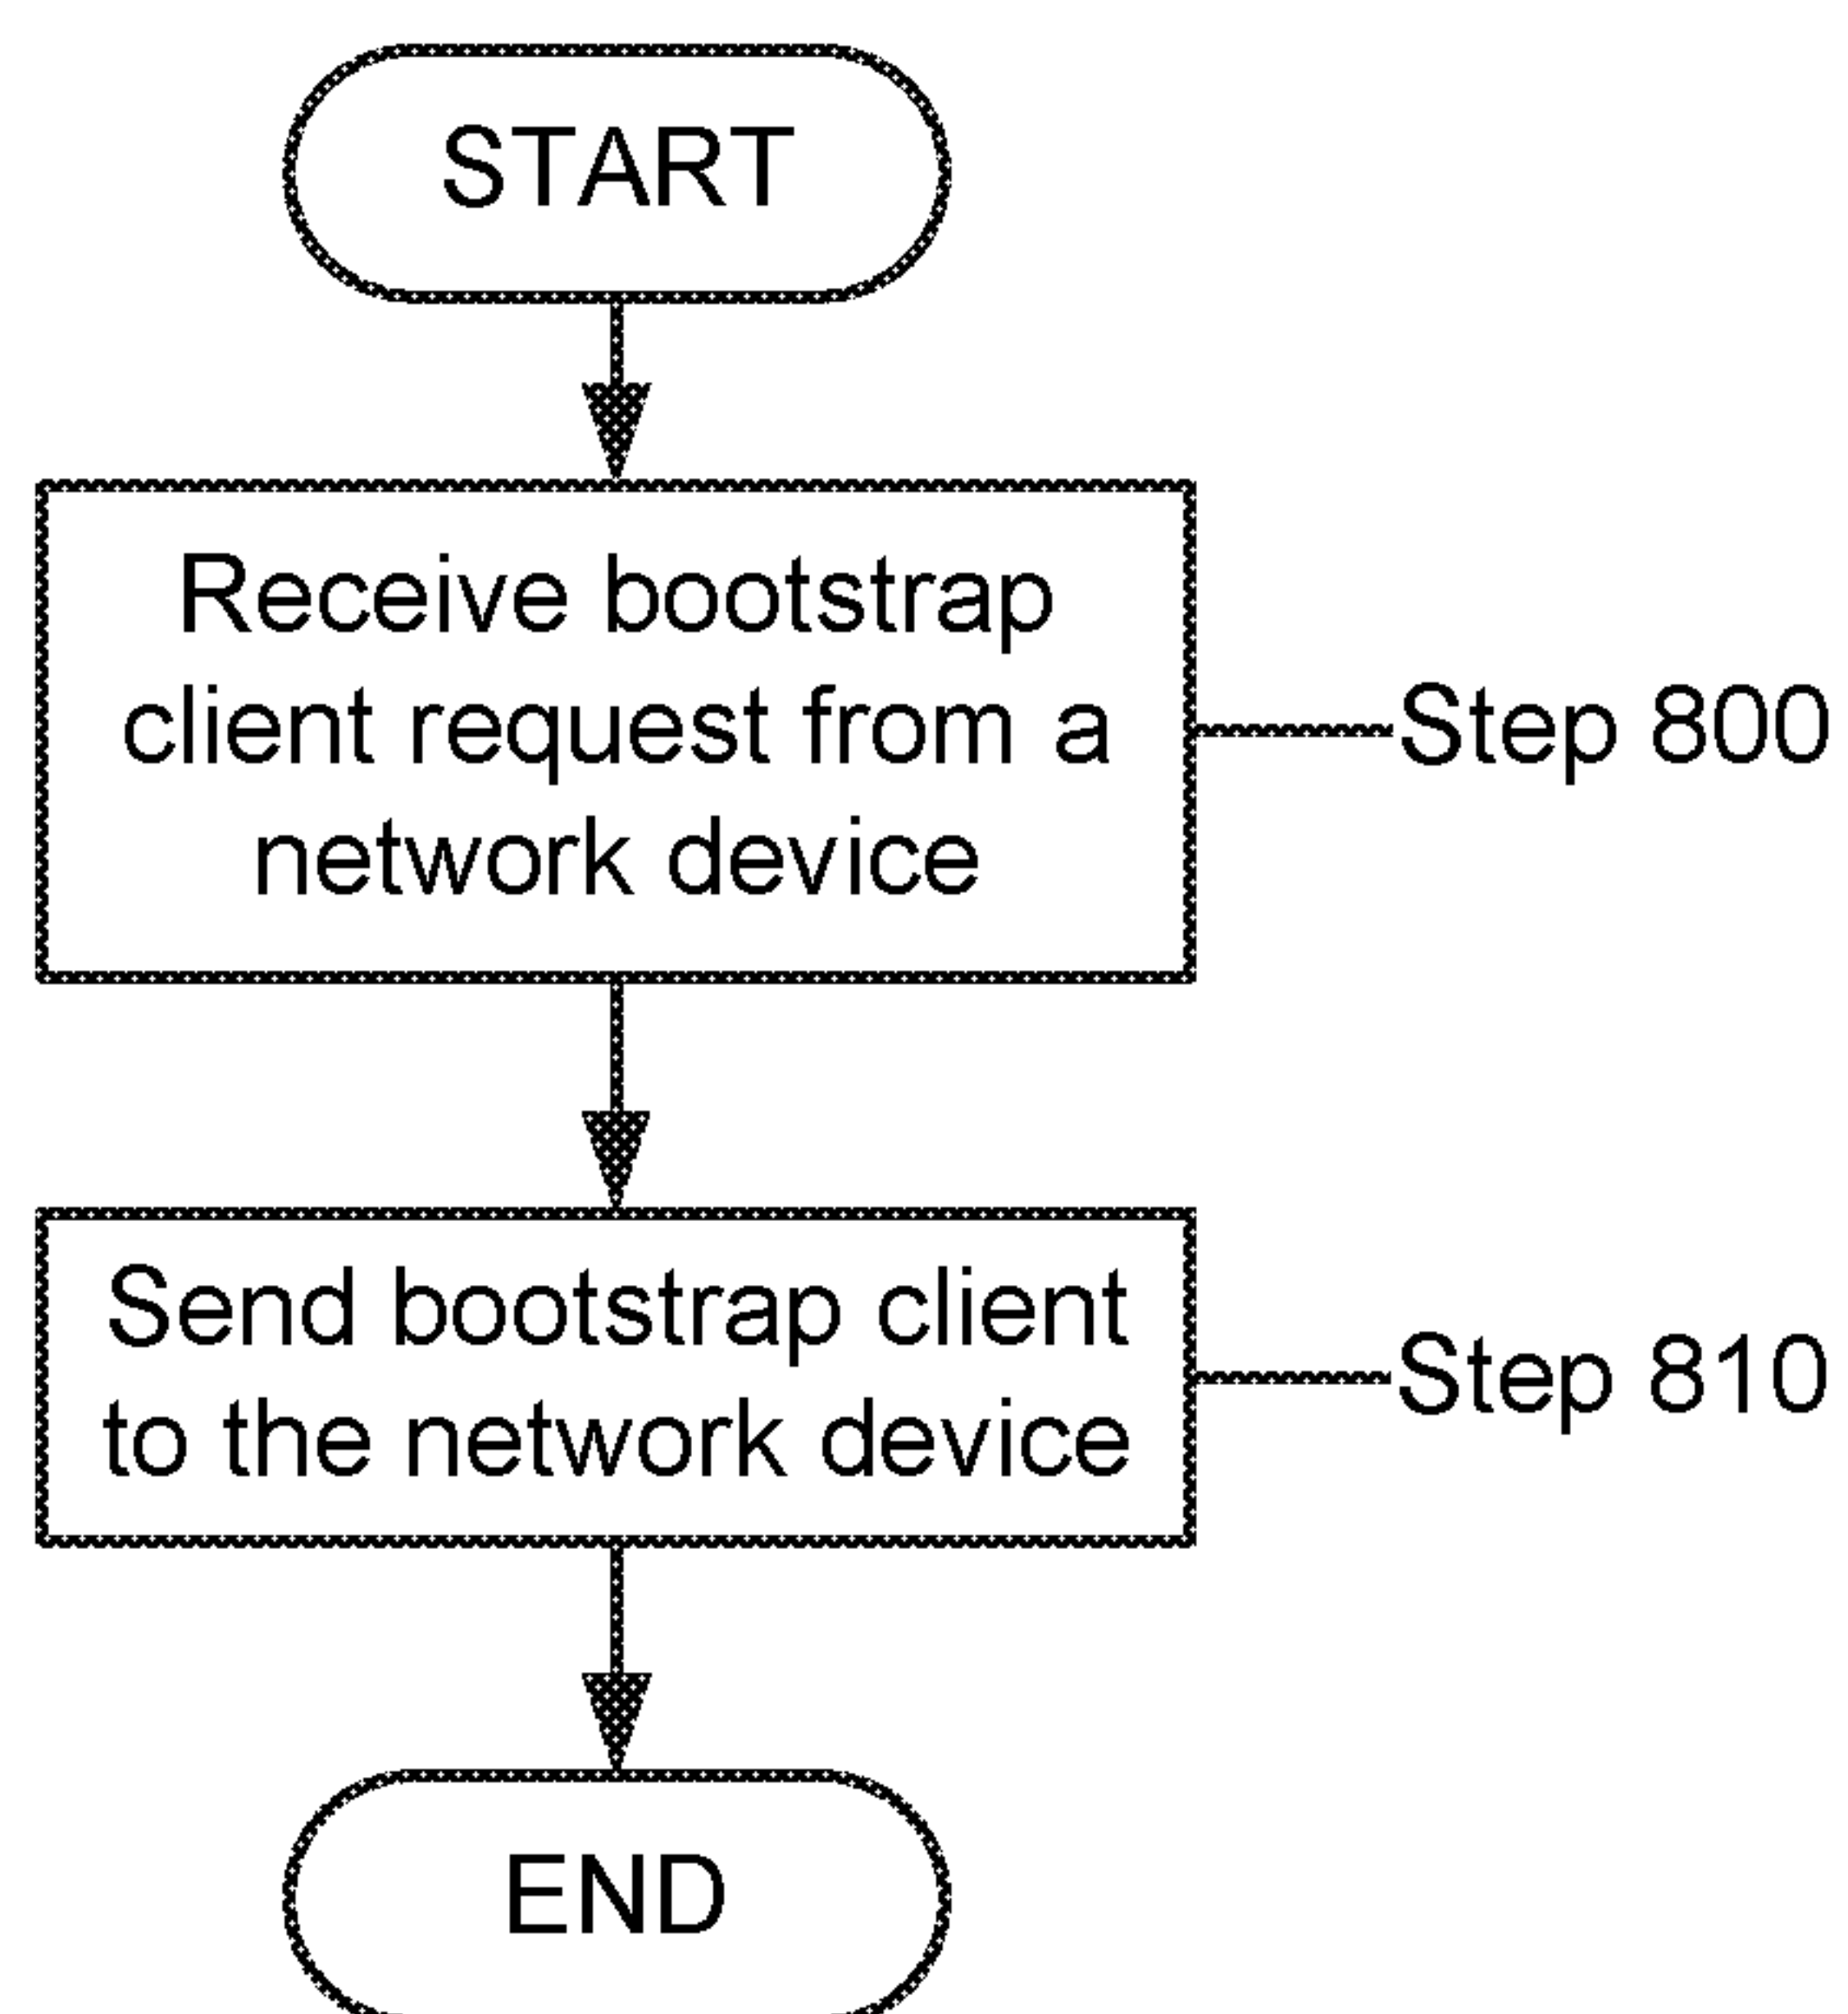 START
Receive bootstrap
client request from a
network device
Step 800
Send bootstrap client
to the network device
Step 810
END